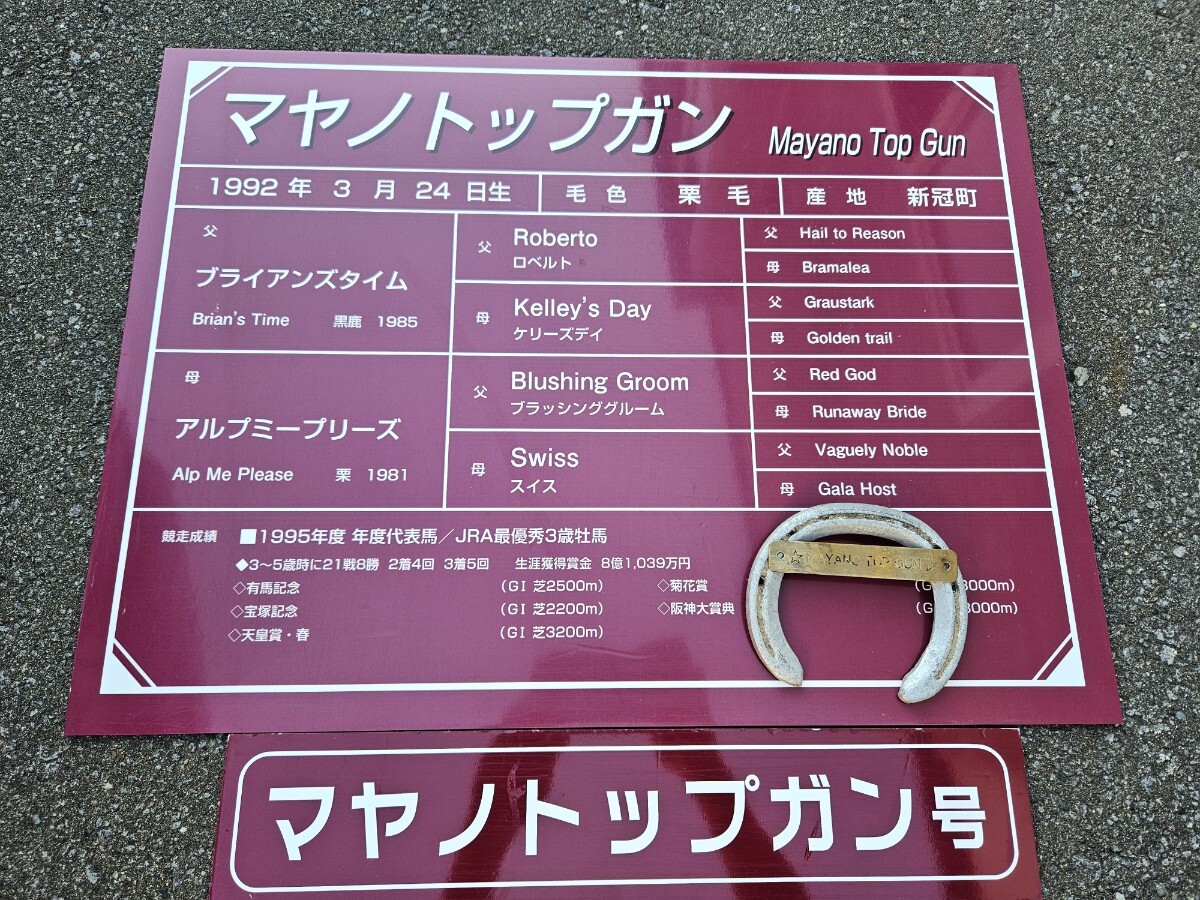 マヤノトップガン Mayano Top Gun
1992年 3月 24日生 毛色 栗毛 産地 新冠町
父
ブライアンズタイム
Brian's Time 黒鹿 1985
母
アルプミープリーズ
Alp Me Please 栗 1981
父 Roberto
ロベルト
母 Kelley's Day
ケリーズデイ
父 Blushing Groom
ブラッシンググルーム
母 Swiss
スイス
父 Hail to Reason
母 Bramalea
父 Graustark
母 Golden trail
父 Red God
母 Runaway Bride
父 Vaguely Noble
母 Gala Host
競走成績 ■1995年度 年度代表馬／JRA最優秀3歳牡馬
◆3〜5歳時に21戦8勝 2着4回 3着5回 生涯獲得賞金 8億1,039万円
◇有馬記念 (GI 芝2500m) ◇菊花賞 3000m)
◇宝塚記念 (GI 芝2200m) ◇阪神大賞典 3000m)
◇天皇賞・春 (GI 芝3200m)
☆MAYANO TOP GUN
マヤノトップガン号